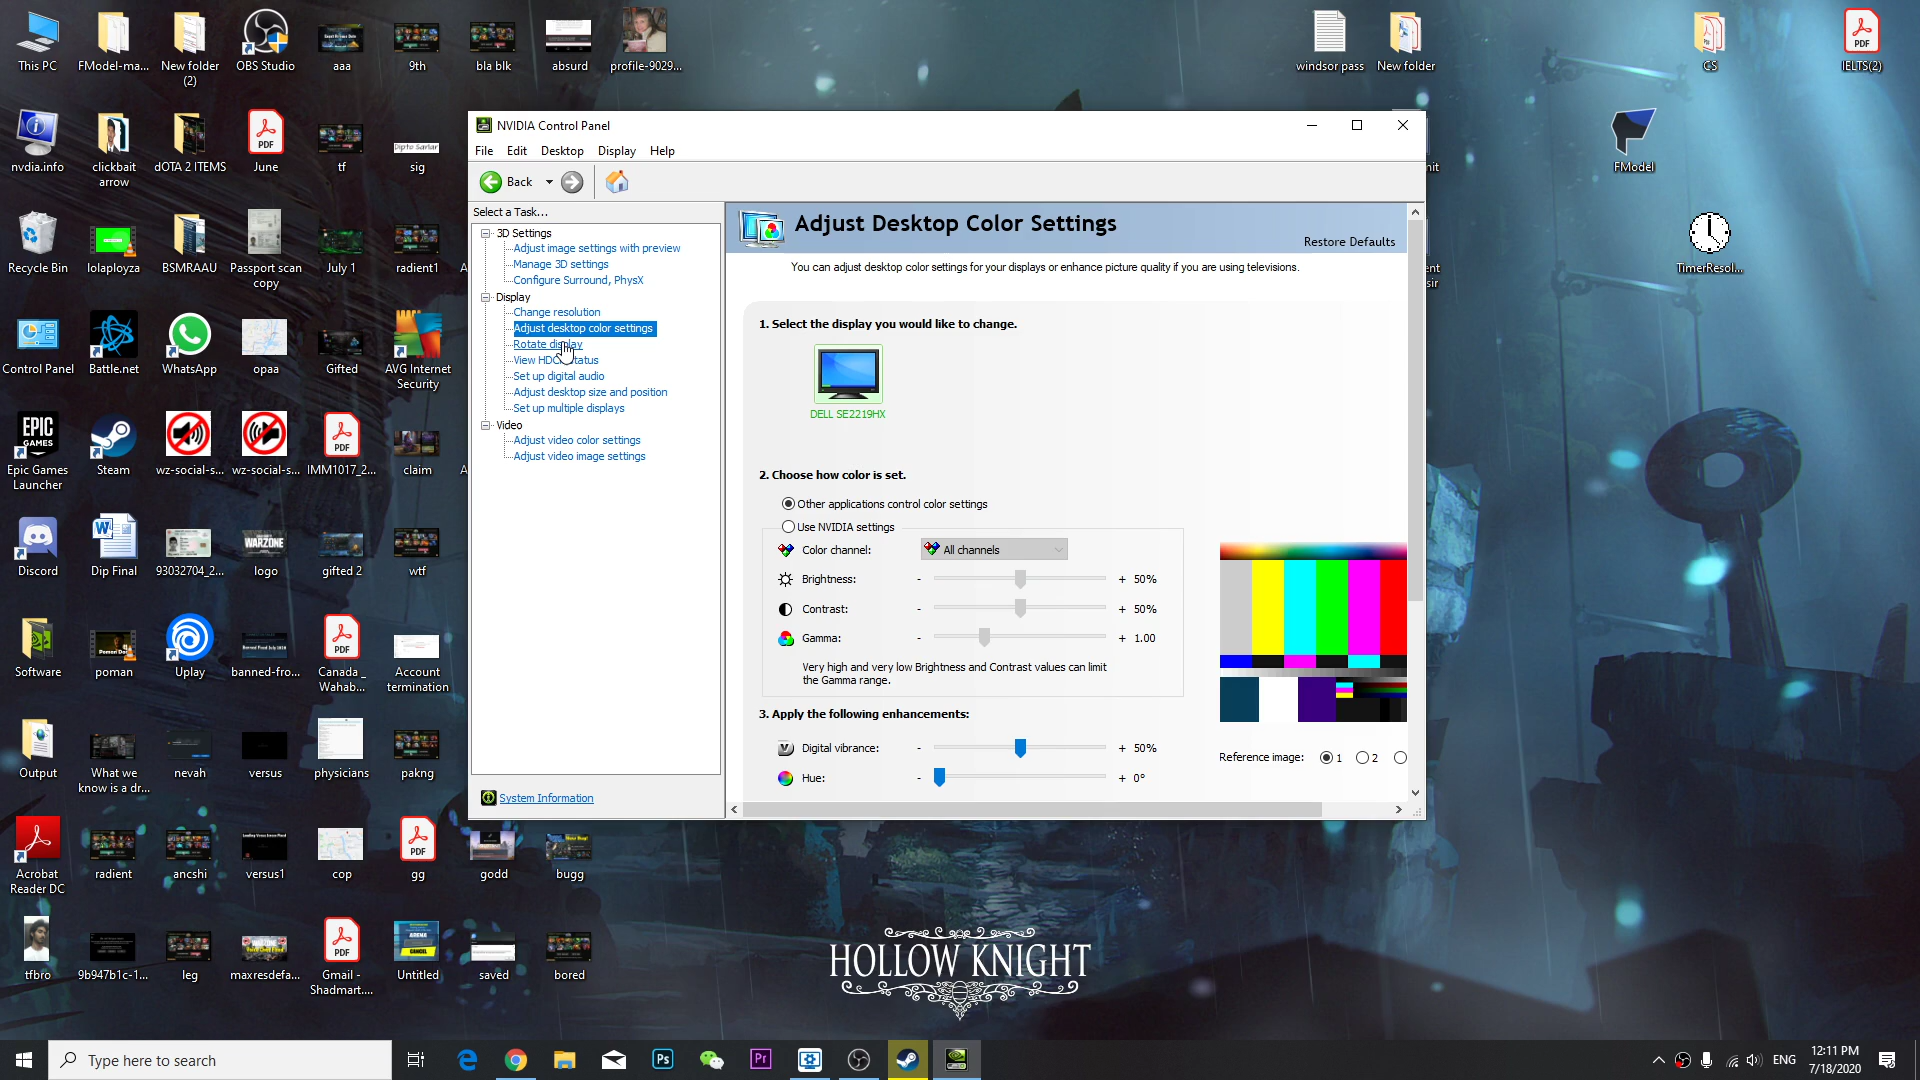 This PC
FModel-ma...
New folder
(2)
OBS Studio
aaa
9th
bla blk
absurd
profile-9029...
windsor pass
New folder
CS
IELTS(2)
nvdia.info
clickbait
arrow
dOTA 2 ITEMS
June
tf
sig
FModel
Recycle Bin
lolaployza
BSMRAAU
Passport scan
copy
July 1
radient1
TimerResol...
Control Panel
Battle.net
WhatsApp
opaa
Gifted
AVG Internet
Security
Epic Games
Launcher
Steam
wz-social-s...
wz-social-s...
IMM1017_2...
claim
Discord
Dip Final
93032704_2...
logo
gifted 2
wtf
Software
poman
Uplay
banned-fro...
Canada _
Wahab...
Account
termination
Output
What we
know is a dr...
nevah
versus
physicians
pakng
Acrobat
Reader DC
radient
ancshi
versus1
cop
gg
godd
bugg
tfbro
9b947b1c-1...
leg
maxresdefa...
Gmail -
Shadmart....
Untitled
saved
bored
NVIDIA Control Panel
File Edit Desktop Display Help
Back
Select a Task...
3D Settings
Adjust image settings with preview
Manage 3D settings
Configure Surround, PhysX
Display
Change resolution
Adjust desktop color settings
Rotate display
View HDCP status
Set up digital audio
Adjust desktop size and position
Set up multiple displays
Video
Adjust video color settings
Adjust video image settings
System Information
Adjust Desktop Color Settings
Restore Defaults
You can adjust desktop color settings for your displays or enhance picture quality if you are using televisions.
1. Select the display you would like to change.
DELL SE2219HX
2. Choose how color is set.
Other applications control color settings
Use NVIDIA settings
Color channel: All channels
Brightness: - + 50%
Contrast: - + 50%
Gamma: - + 1.00
Very high and very low Brightness and Contrast values can limit
the Gamma range.
3. Apply the following enhancements:
Digital vibrance: - + 50%
Hue: - + 0°
Reference image: 1 2
HOLLOW KNIGHT
Type here to search
ENG
12:11 PM
7/18/2020